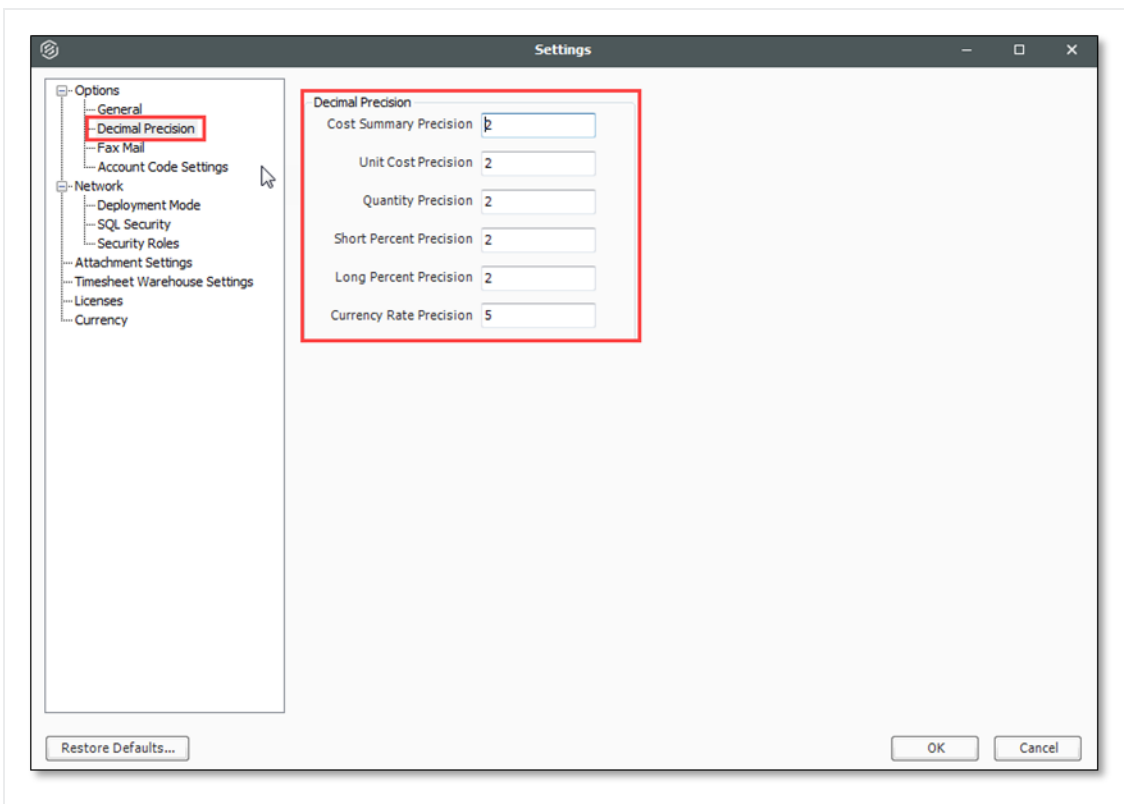 Settings
Options
General
Decimal Precision
Fax Mail
Account Code Settings
Network
Deployment Mode
SQL Security
Security Roles
Attachment Settings
Timesheet Warehouse Settings
Licenses
Currency
Decimal Precision
Cost Summary Precision 2
Unit Cost Precision 2
Quantity Precision 2
Short Percent Precision 2
Long Percent Precision 2
Currency Rate Precision 5
Restore Defaults...
OK
Cancel